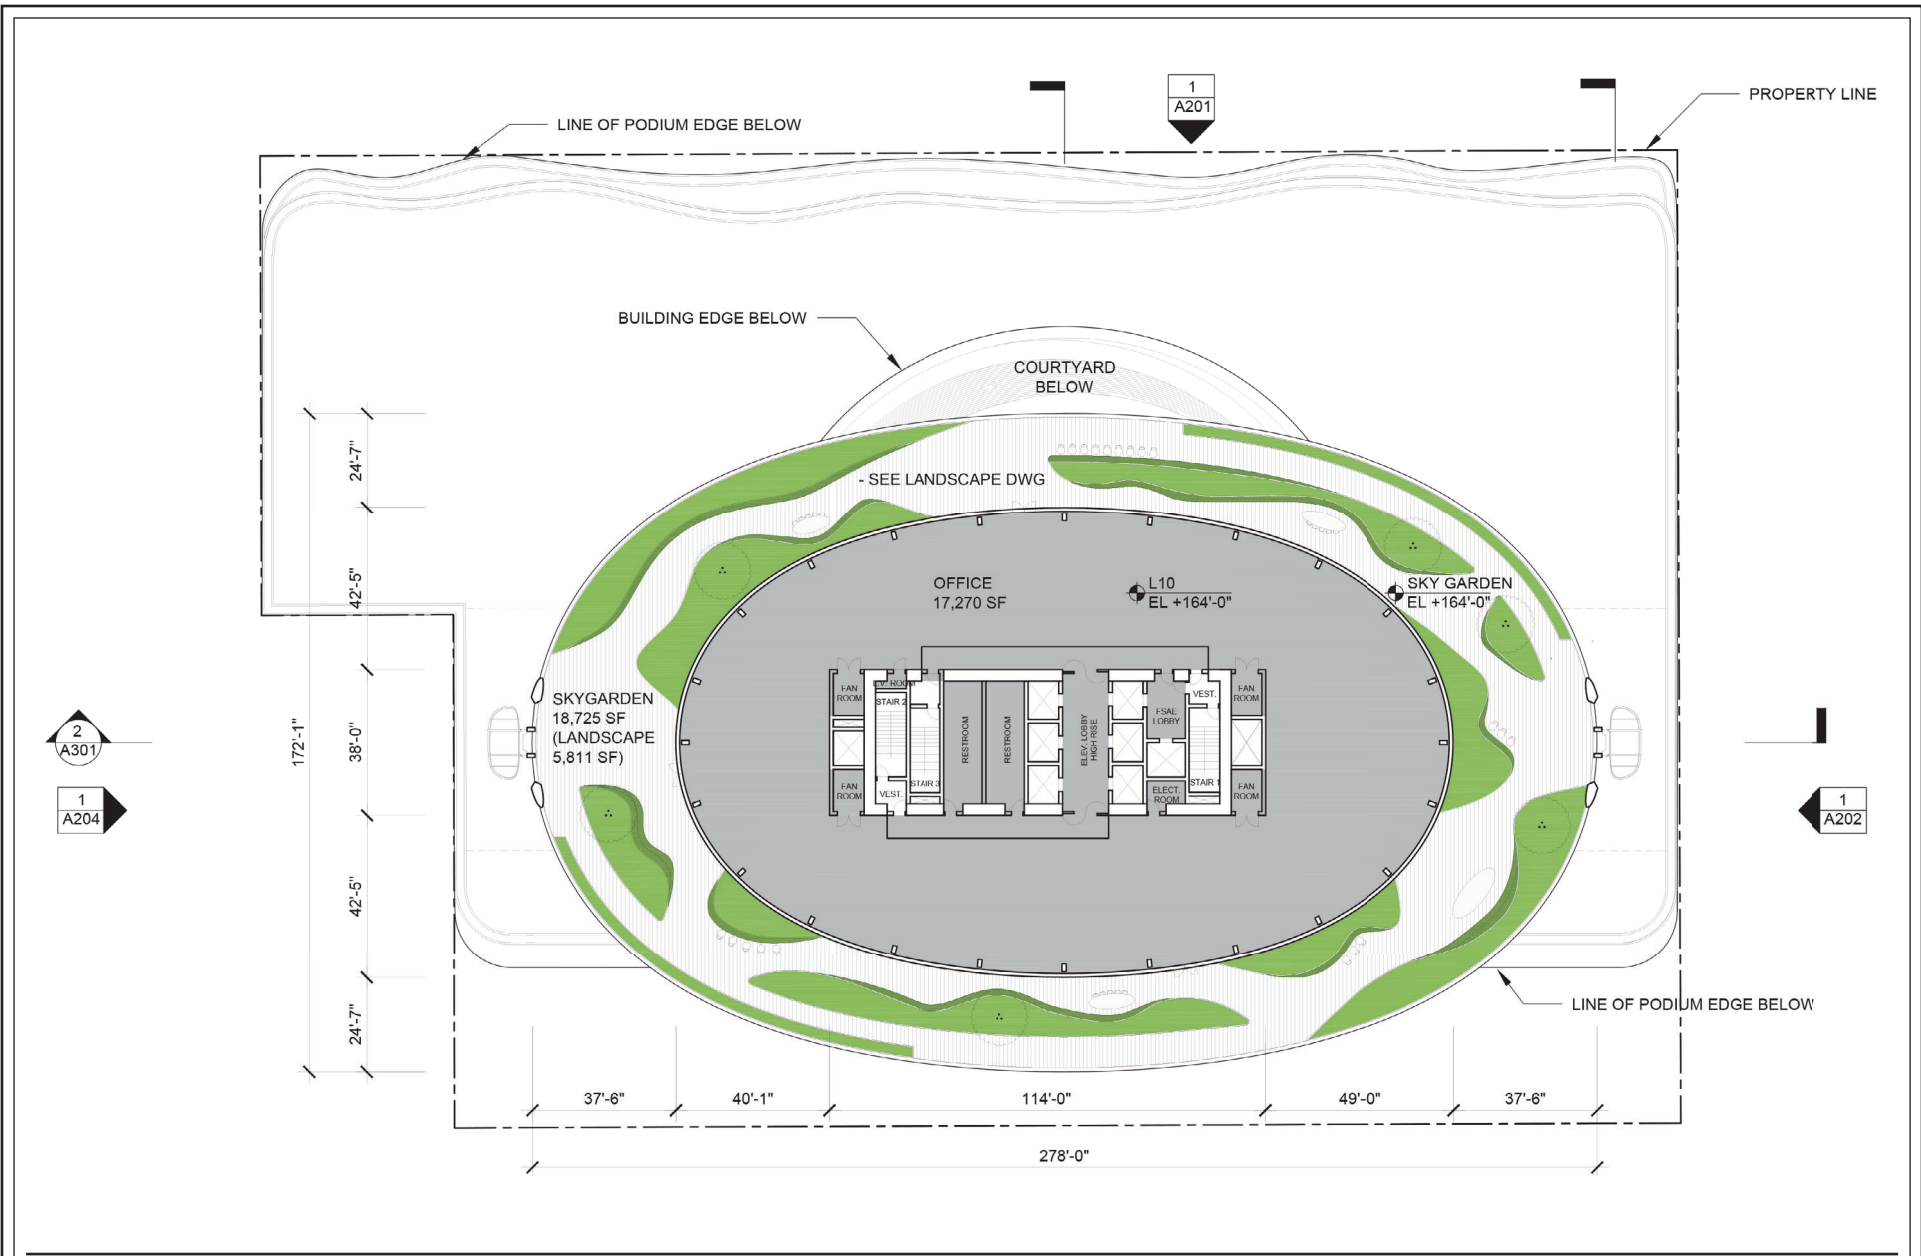 1
A201
PROPERTY LINE
LINE OF PODIUM EDGE BELOW
BUILDING EDGE BELOW
COURTYARD
BELOW
- SEE LANDSCAPE DWG
OFFICE
17,270 SF
L10
EL +164'-0"
SKY GARDEN
EL +164'-0"
SKYGARDEN
18,725 SF
(LANDSCAPE
5,811 SF)
FAN
ROOM
E.V. ROOM
STAIR 2
STAIR 3
VEST.
FAN
ROOM
RESTROOM
RESTROOM
ELEV. LOBBY
HIGH RISE
FSAE
LOBBY
VEST.
STAIR 1
ELECT.
ROOM
FAN
ROOM
FAN
ROOM
24'-7"
42'-5"
38'-0"
42'-5"
24'-7"
172'-1"
2
A301
1
A204
1
A202
LINE OF PODIUM EDGE BELOW
37'-6"
40'-1"
114'-0"
49'-0"
37'-6"
278'-0"